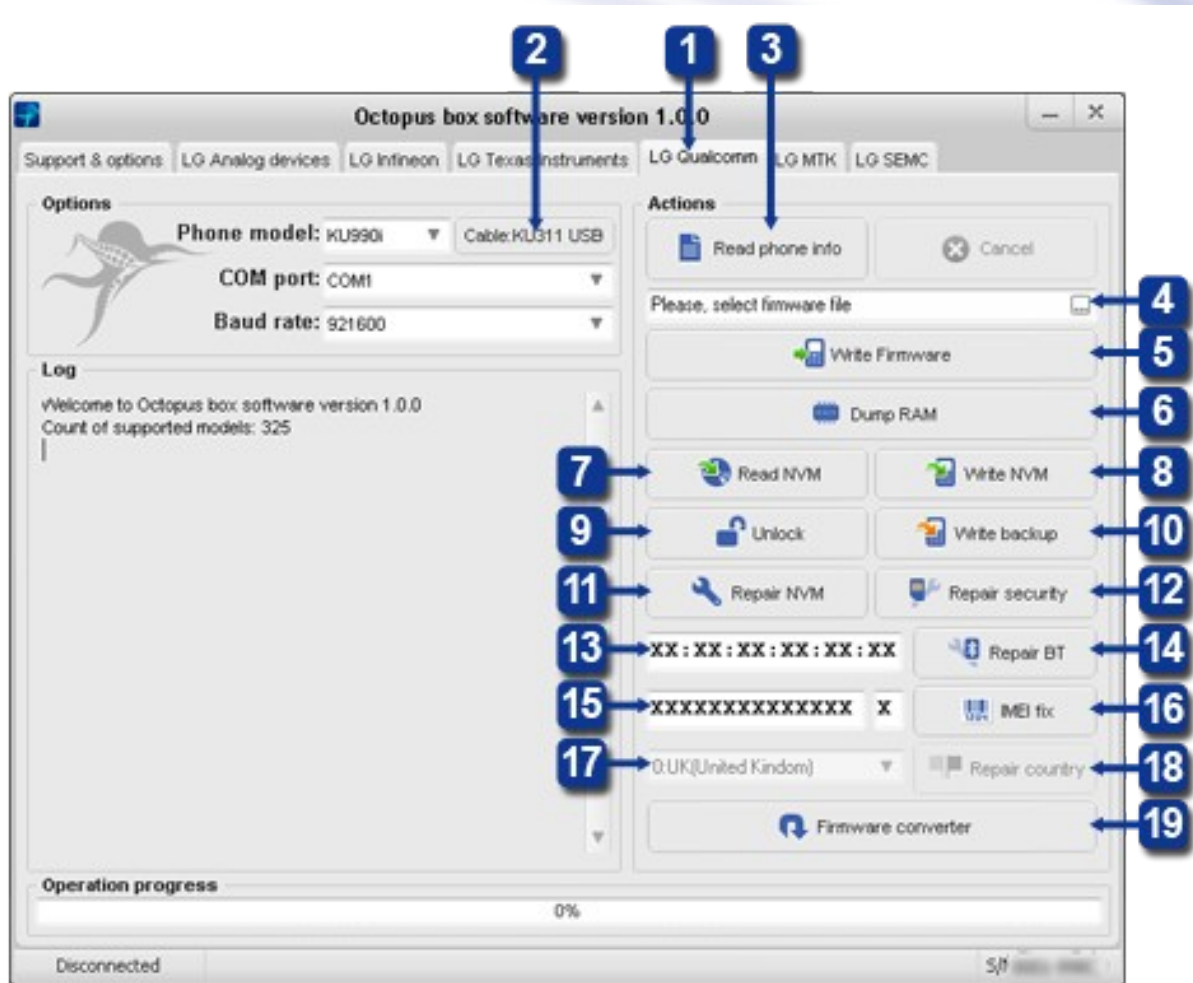 2 1 3
Octopus box software version 1.0.0
Support & options LG Analog devices LG Infineon LG Texas Instruments LG Qualcomm LG MTK LG SEMC
Options
Phone model: KU990i Cable:KU311 USB
COM port: COM1
Baud rate: 921600
Log
Welcome to Octopus box software version 1.0.0
Count of supported models: 325
Actions
Read phone info Cancel
Please, select firmware file ... 4
Write Firmware 5
Dump RAM 6
7 Read NVM Write NVM 8
9 Unlock Write backup 10
11 Repair NVM Repair security 12
13 XX:XX:XX:XX:XX:XX Repair BT 14
15 XXXXXXXXXXXXXX X IMEI fix 16
17 0:UK(United Kindom) Repair country 18
Firmware converter 19
Operation progress
0%
Disconnected S/